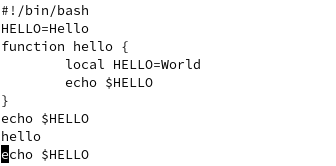 #!/bin/bash
HELLO=Hello
function hello {
        local HELLO=World
        echo $HELLO
}
echo $HELLO
hello
echo $HELLO